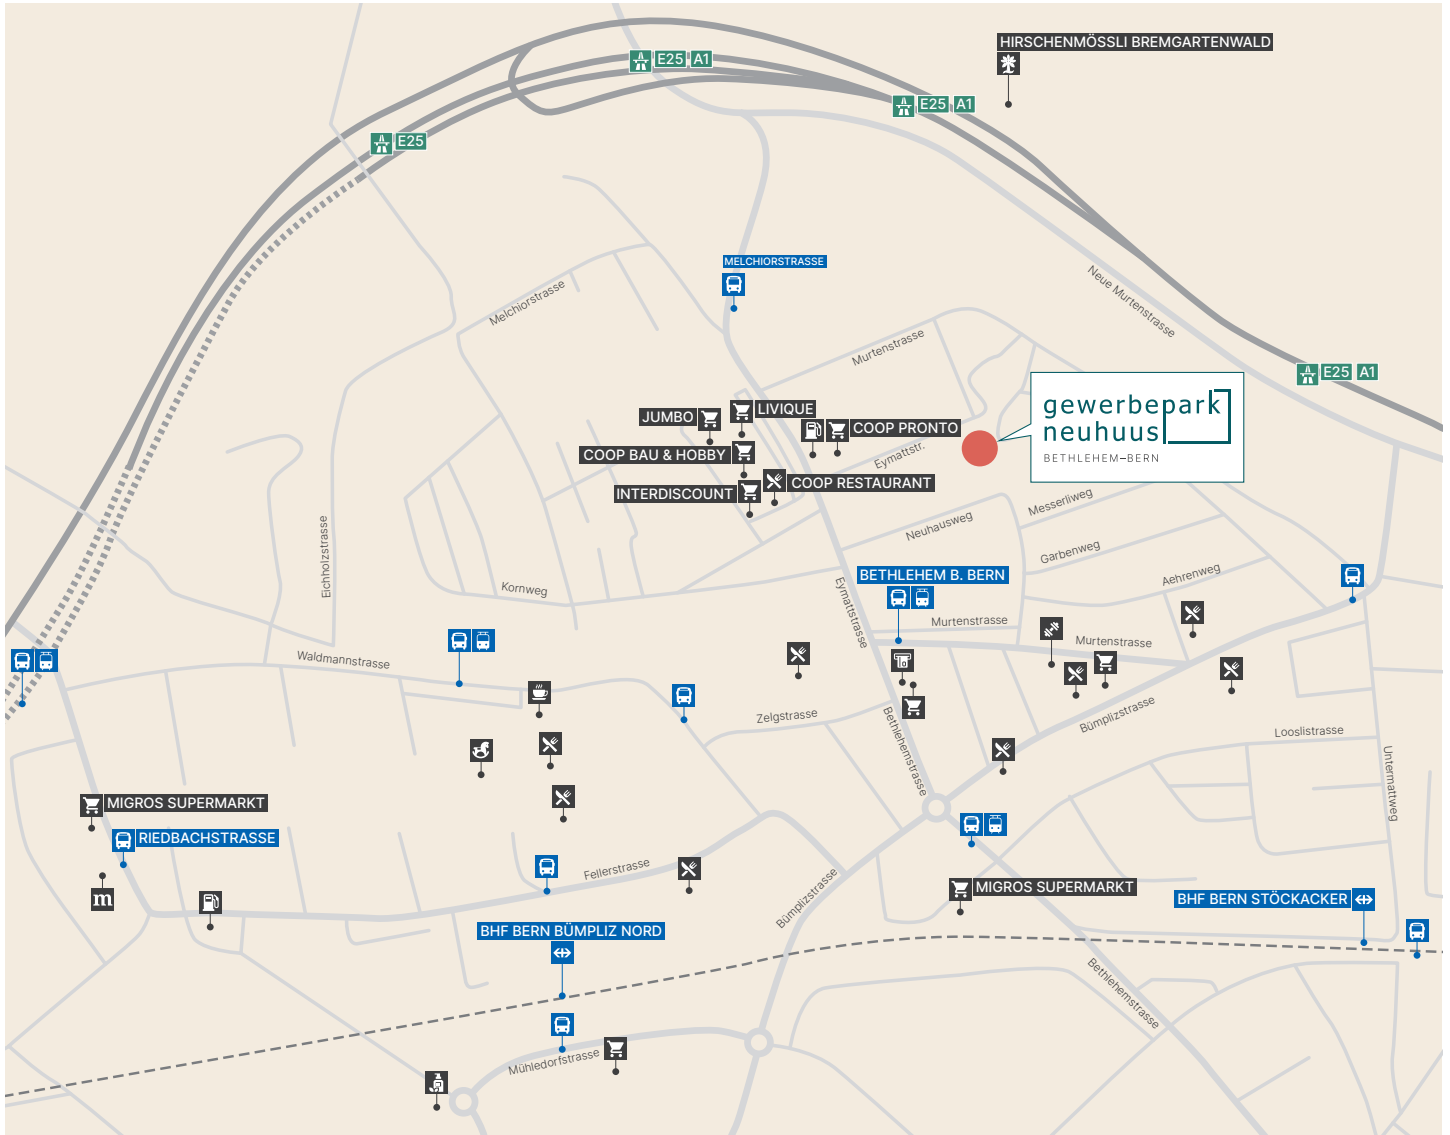 HIRSCHENMÖSSLI BREMGARTENWALD
E25 A1
E25 A1
E25
MELCHIORSTRASSE
Neue Murtenstrasse
Melchiorstrasse
Murtenstrasse
E25 A1
gewerbepark
neuhuus
BETHLEHEM–BERN
JUMBO
LIVIQUE
COOP PRONTO
COOP BAU & HOBBY
Eymattstr.
COOP RESTAURANT
INTERDISCOUNT
Messerliweg
Neuhausweg
Eichholzstrasse
Garbenweg
Aehrenweg
BETHLEHEM B. BERN
Kornweg
Eymattstrasse
Murtenstrasse
Murtenstrasse
Waldmannstrasse
Zelgstrasse
Bethlehemstrasse
Bümplizstrasse
Looslistrasse
Untermattweg
MIGROS SUPERMARKT
RIEDBACHSTRASSE
Fellerstrasse
m
Bümplizstrasse
MIGROS SUPERMARKT
BHF BERN STÖCKACKER
BHF BERN BÜMPLIZ NORD
Bethlehemstrasse
Mühledorfstrasse